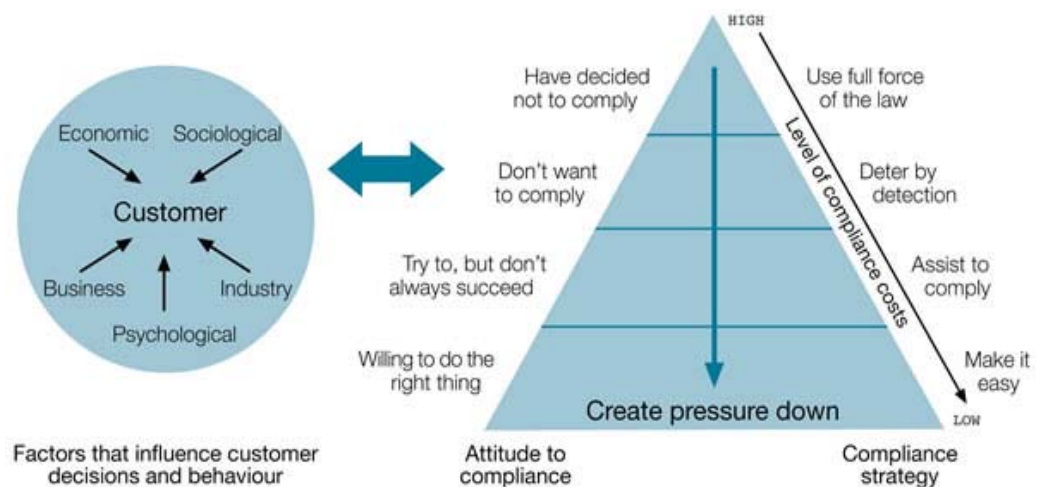 Economic
Sociological
Customer
Business
Industry
Psychological
Factors that influence customer
decisions and behaviour
HIGH
Have decided
not to comply
Use full force
of the law
Don't want
to comply
Deter by
detection
Level of compliance costs
Try to, but don't
always succeed
Assist to
comply
Willing to do the
right thing
Make it
easy
Create pressure down
LOW
Attitude to
compliance
Compliance
strategy